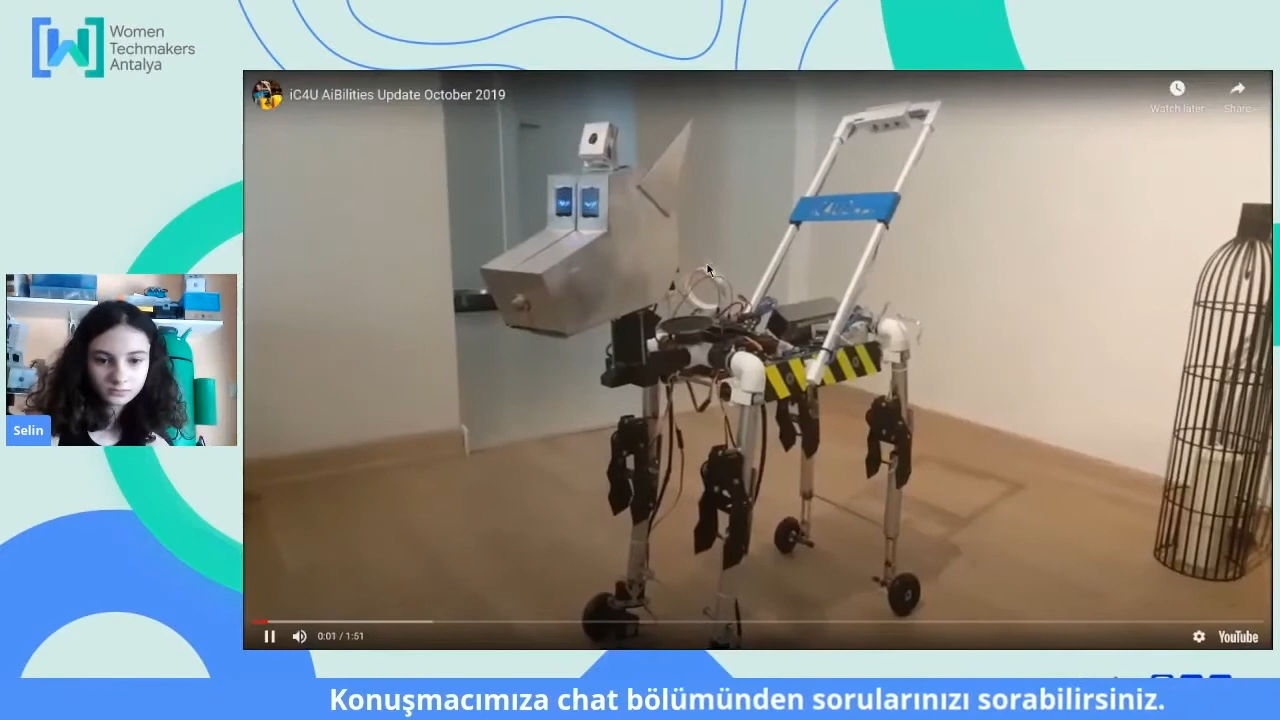 Women
Techmakers
Antalya
iC4U AiBilities Update October 2019
Watch later
Share
iC4U
Selin
0:01 / 1:51
YouTube
Konuşmacımıza chat bölümünden sorularınızı sorabilirsiniz.